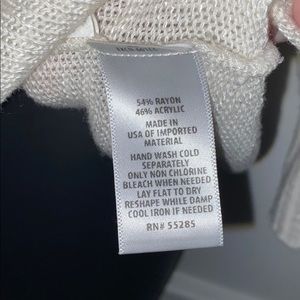 54% RAYON
46% ACRYLIC
MADE IN
USA OF IMPORTED
MATERIAL
HAND WASH COLD
SEPARATELY
ONLY NON CHLORINE
BLEACH WHEN NEEDED
LAY FLAT TO DRY
RESHAPE WHILE DAMP
COOL IRON IF NEEDED
RN# 55285